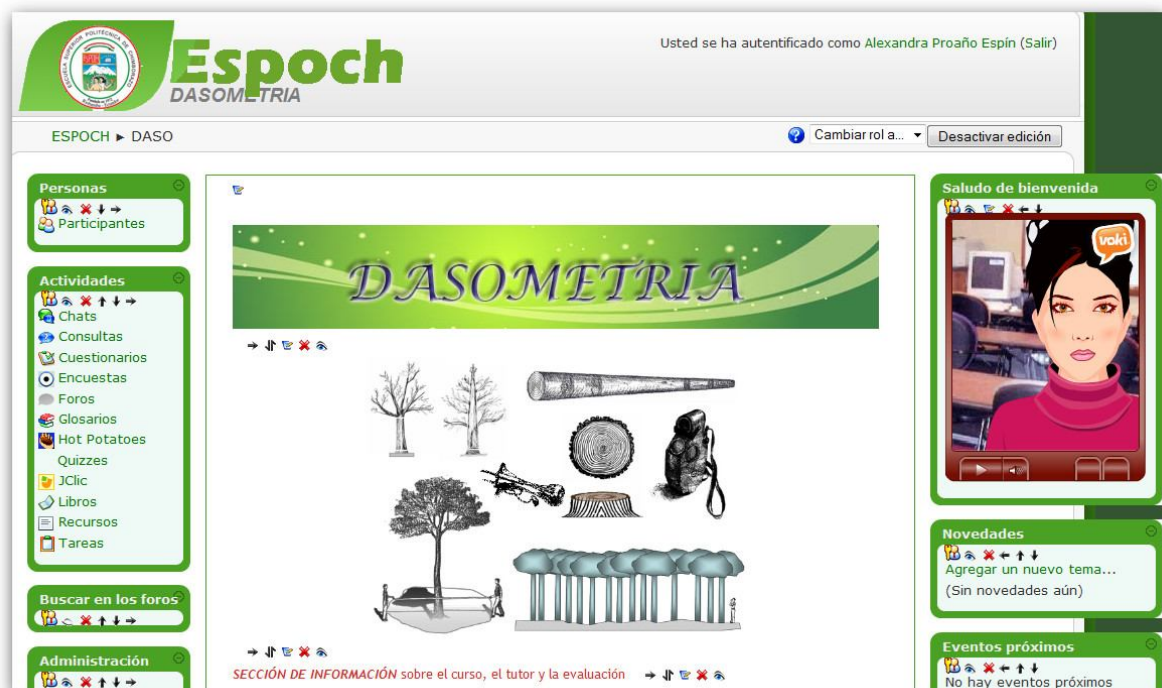 Espoch
DASOMETRIA
Usted se ha autentificado como Alexandra Proaño Espín (Salir)
ESPOCH ► DASO
Cambiar rol a...
Desactivar edición
Personas
Participantes
Actividades
Chats
Consultas
Cuestionarios
Encuestas
Foros
Glosarios
Hot Potatoes
Quizzes
JClic
Libros
Recursos
Tareas
Buscar en los foros
Administración
DASOMETRIA
SECCIÓN DE INFORMACIÓN sobre el curso, el tutor y la evaluación
Saludo de bienvenida
voki
Novedades
Agregar un nuevo tema...
(Sin novedades aún)
Eventos próximos
No hay eventos próximos